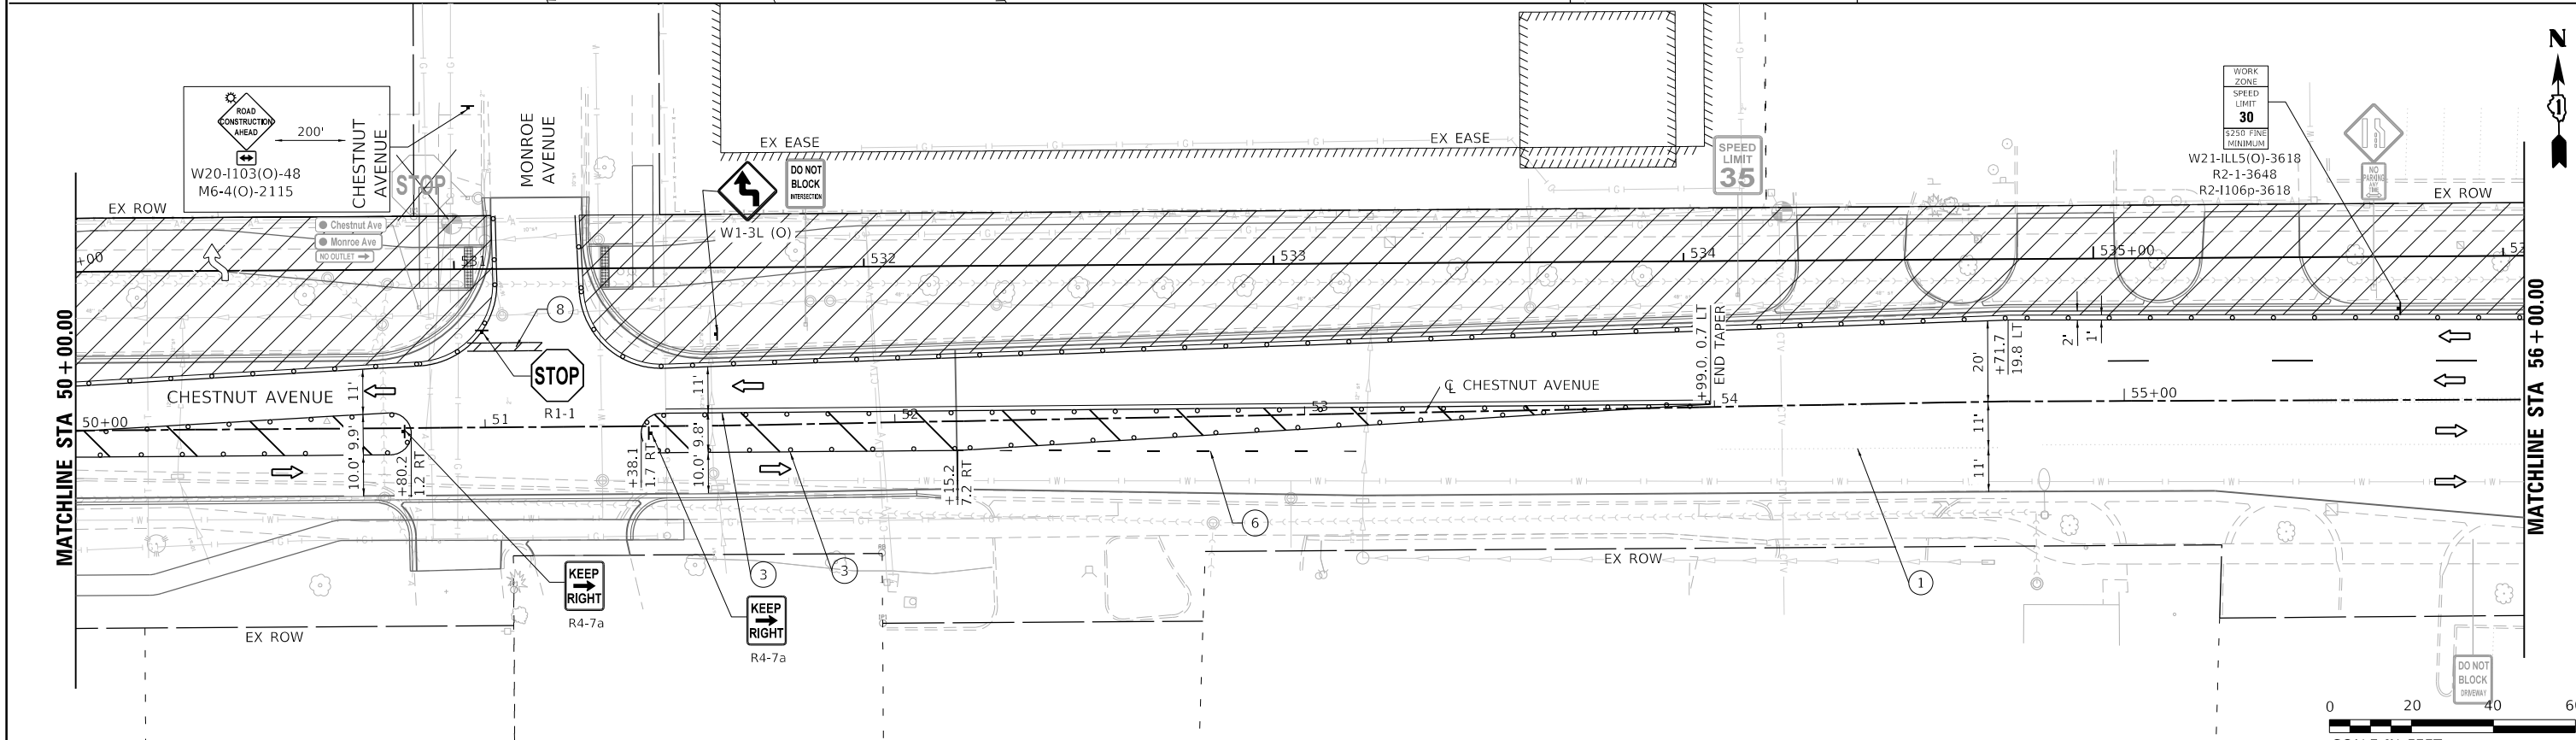 ROAD
CONSTRUCTION
AHEAD
200'
CHESTNUT
AVENUE
W20-I103(O)-48
M6-4(O)-2115
STOP
MONROE
AVENUE
EX EASE
EX EASE
DO NOT
BLOCK
INTERSECTION
W1-3L (O)
SPEED
LIMIT
35
WORK
ZONE
SPEED
LIMIT
30
$250 FINE
MINIMUM
W21-ILL5(O)-3618
R2-1-3648
R2-I106p-3618
NO
PARKING
ANY
TIME
N
1
EX ROW
EX ROW
Chestnut Ave
Monroe Ave
NO OUTLET
+00
531
532
533
534
535+00
53
MATCHLINE STA 50+00.00
MATCHLINE STA 56+00.00
8
STOP
R1-1
CHESTNUT AVENUE
11'
11'
℄ CHESTNUT AVENUE
+99.0, 0.7 LT
END TAPER
20'
+71.7
19.8 LT
2'
1'
50+00
51
52
53
54
55+00
10.0' 9.9'
+80.2
1.2 RT
+38.1
1.7 RT
10.0' 9.8'
+15.2
7.2 RT
11'
11'
6
3
3
1
KEEP
RIGHT
R4-7a
KEEP
RIGHT
R4-7a
EX ROW
EX ROW
DO NOT
BLOCK
DRIVEWAY
0 20 40